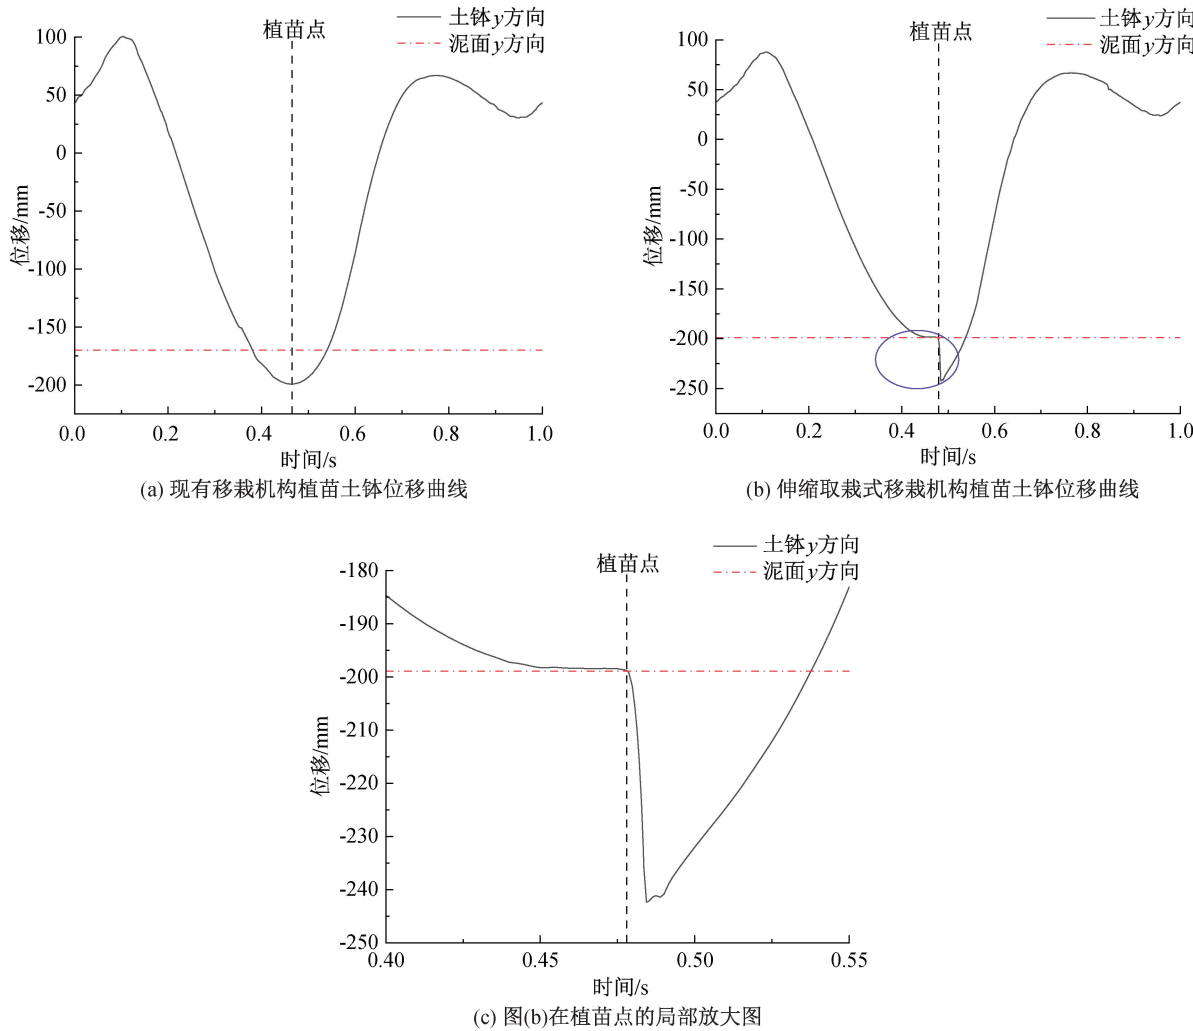 植苗点
土钵y方向
泥面y方向
100
50
0
-50
-100
-150
-200
位移/mm
0.0 0.2 0.4 0.6 0.8 1.0
时间/s
(a) 现有移栽机构植苗土钵位移曲线
植苗点
土钵y方向
泥面y方向
100
50
0
-50
-100
-150
-200
-250
位移/mm
0.0 0.2 0.4 0.6 0.8 1.0
时间/s
(b) 伸缩取栽式移栽机构植苗土钵位移曲线
植苗点
土钵y方向
泥面y方向
-180
-190
-200
-210
-220
-230
-240
-250
位移/mm
0.40 0.45 0.50 0.55
时间/s
(c) 图(b)在植苗点的局部放大图